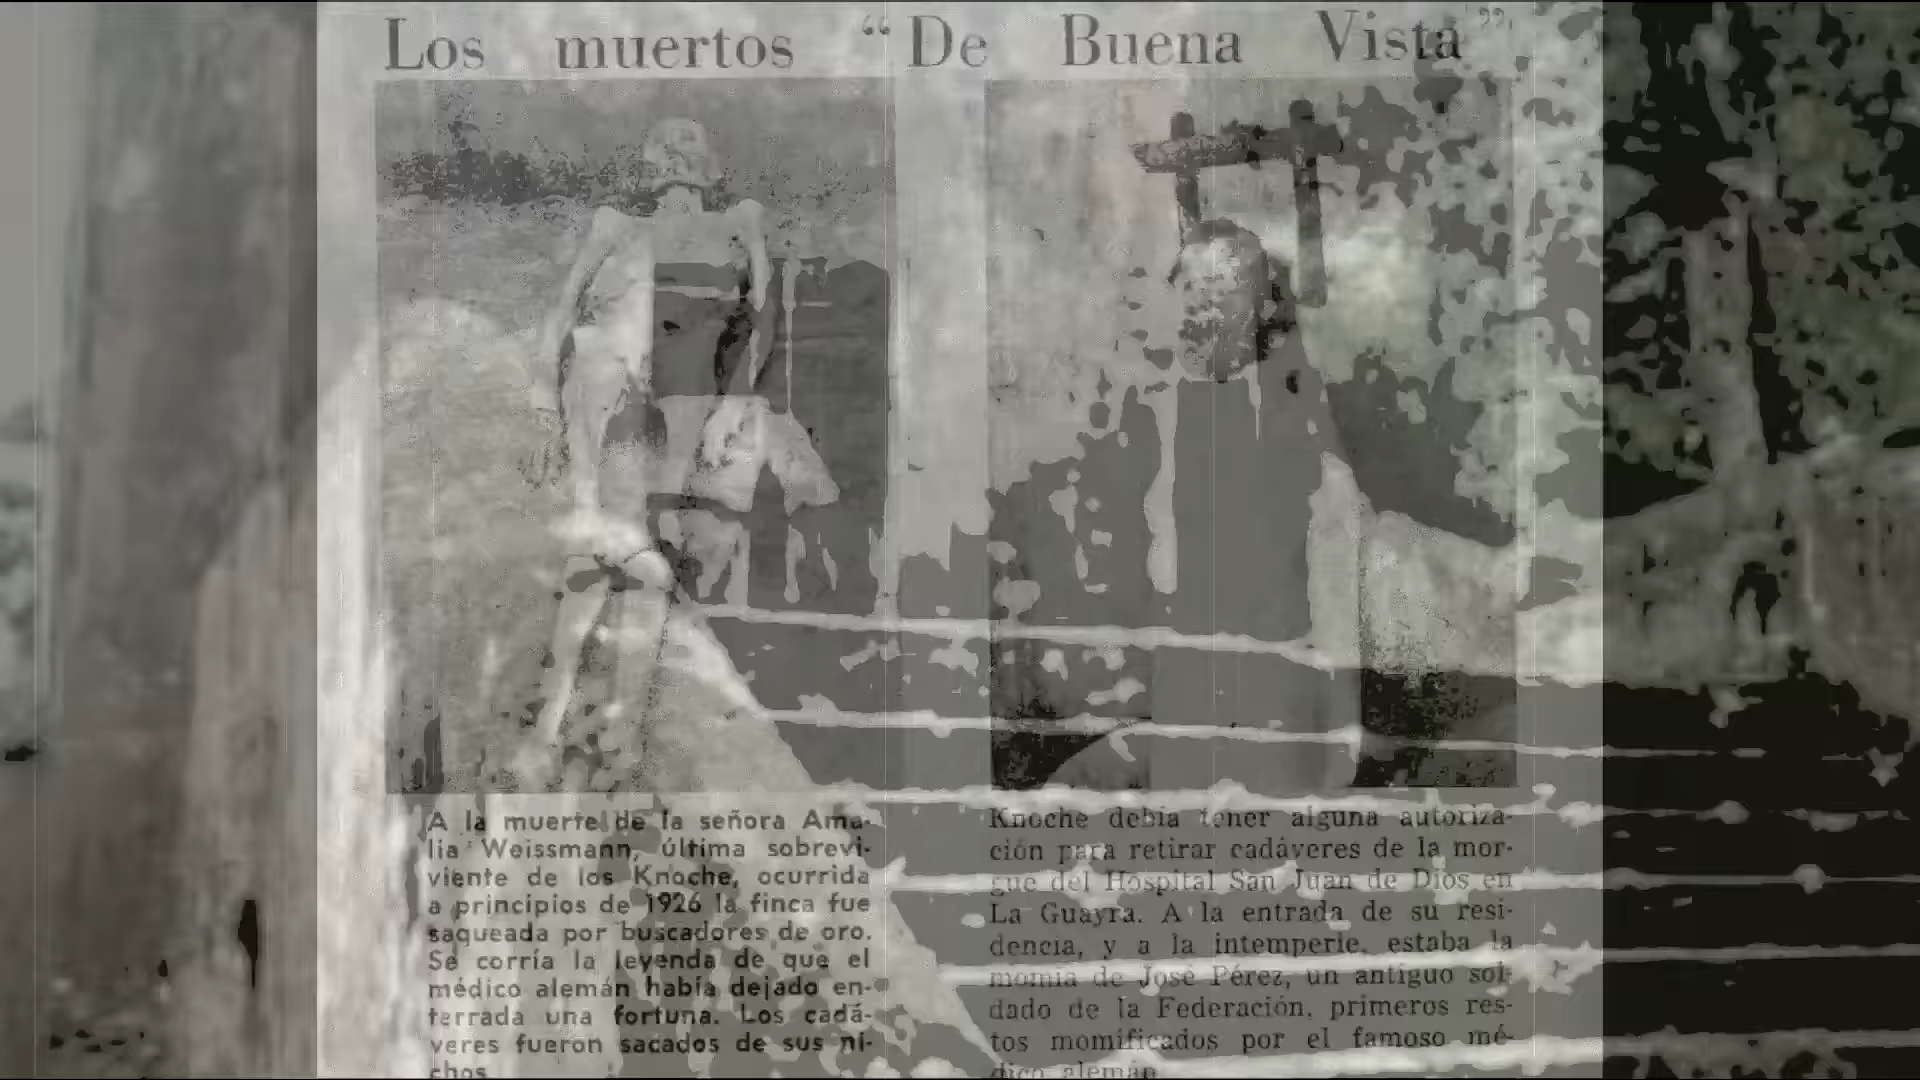 Los muertos “De Buena Vista”
A la muerte de la señora Ama-
lia Weissmann, última sobrevi-
viente de los Knoche, ocurrida
a principios de 1926 la finca fue
saqueada por buscadores de oro.
Se corría la leyenda de que el
médico alemán había dejado en-
terrada una fortuna. Los cadá-
veres fueron sacados de sus ni-
chos
Knoche debía tener alguna autoriza-
ción para retirar cadáveres de la mor-
gue del Hospital San Juan de Dios en
La Guayra. A la entrada de su resi-
dencia, y a la intemperie, estaba la
momia de José Pérez, un antiguo sol-
dado de la Federación, primeros res-
tos momificados por el famoso mé-
dico alemán